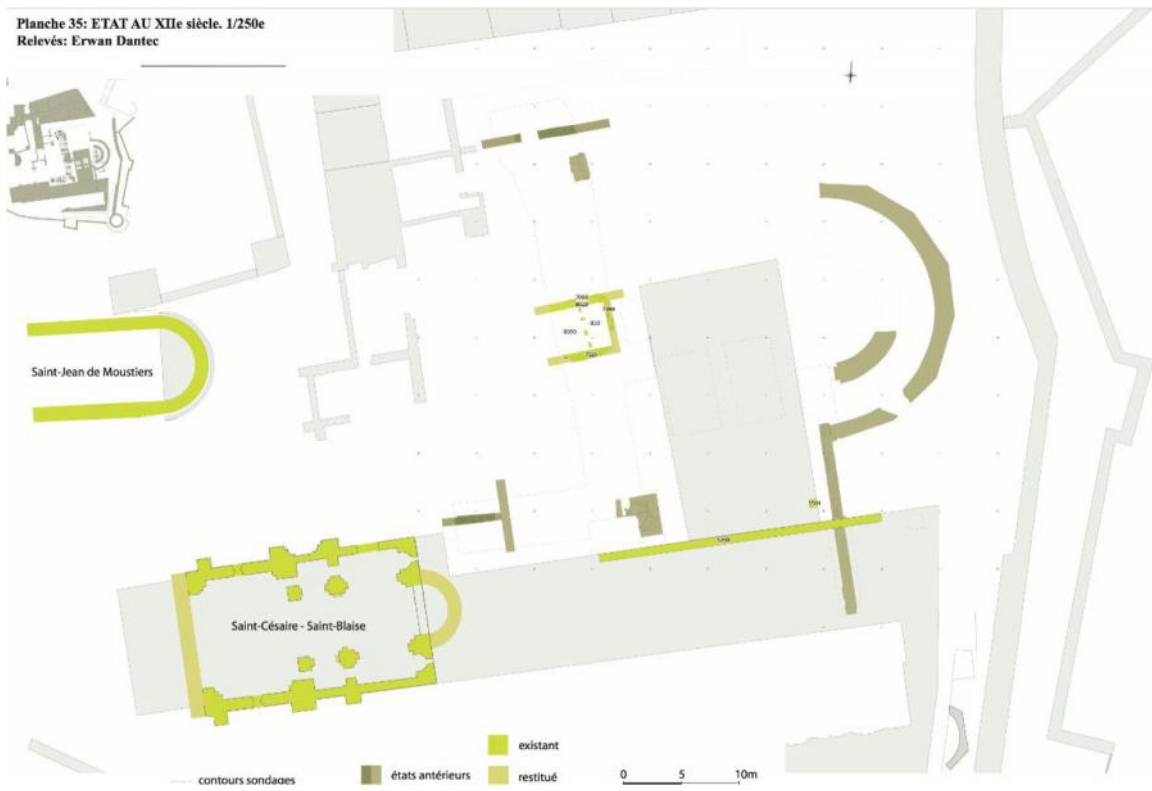 Planche 35: ETAT AU XIIe siècle. 1/250e
Relevés: Erwan Dantec
820
Saint-Jean de Moustiers
Saint-Césaire - Saint-Blaise
existant
contours sondages
états antérieurs
restitué
0 5 10m